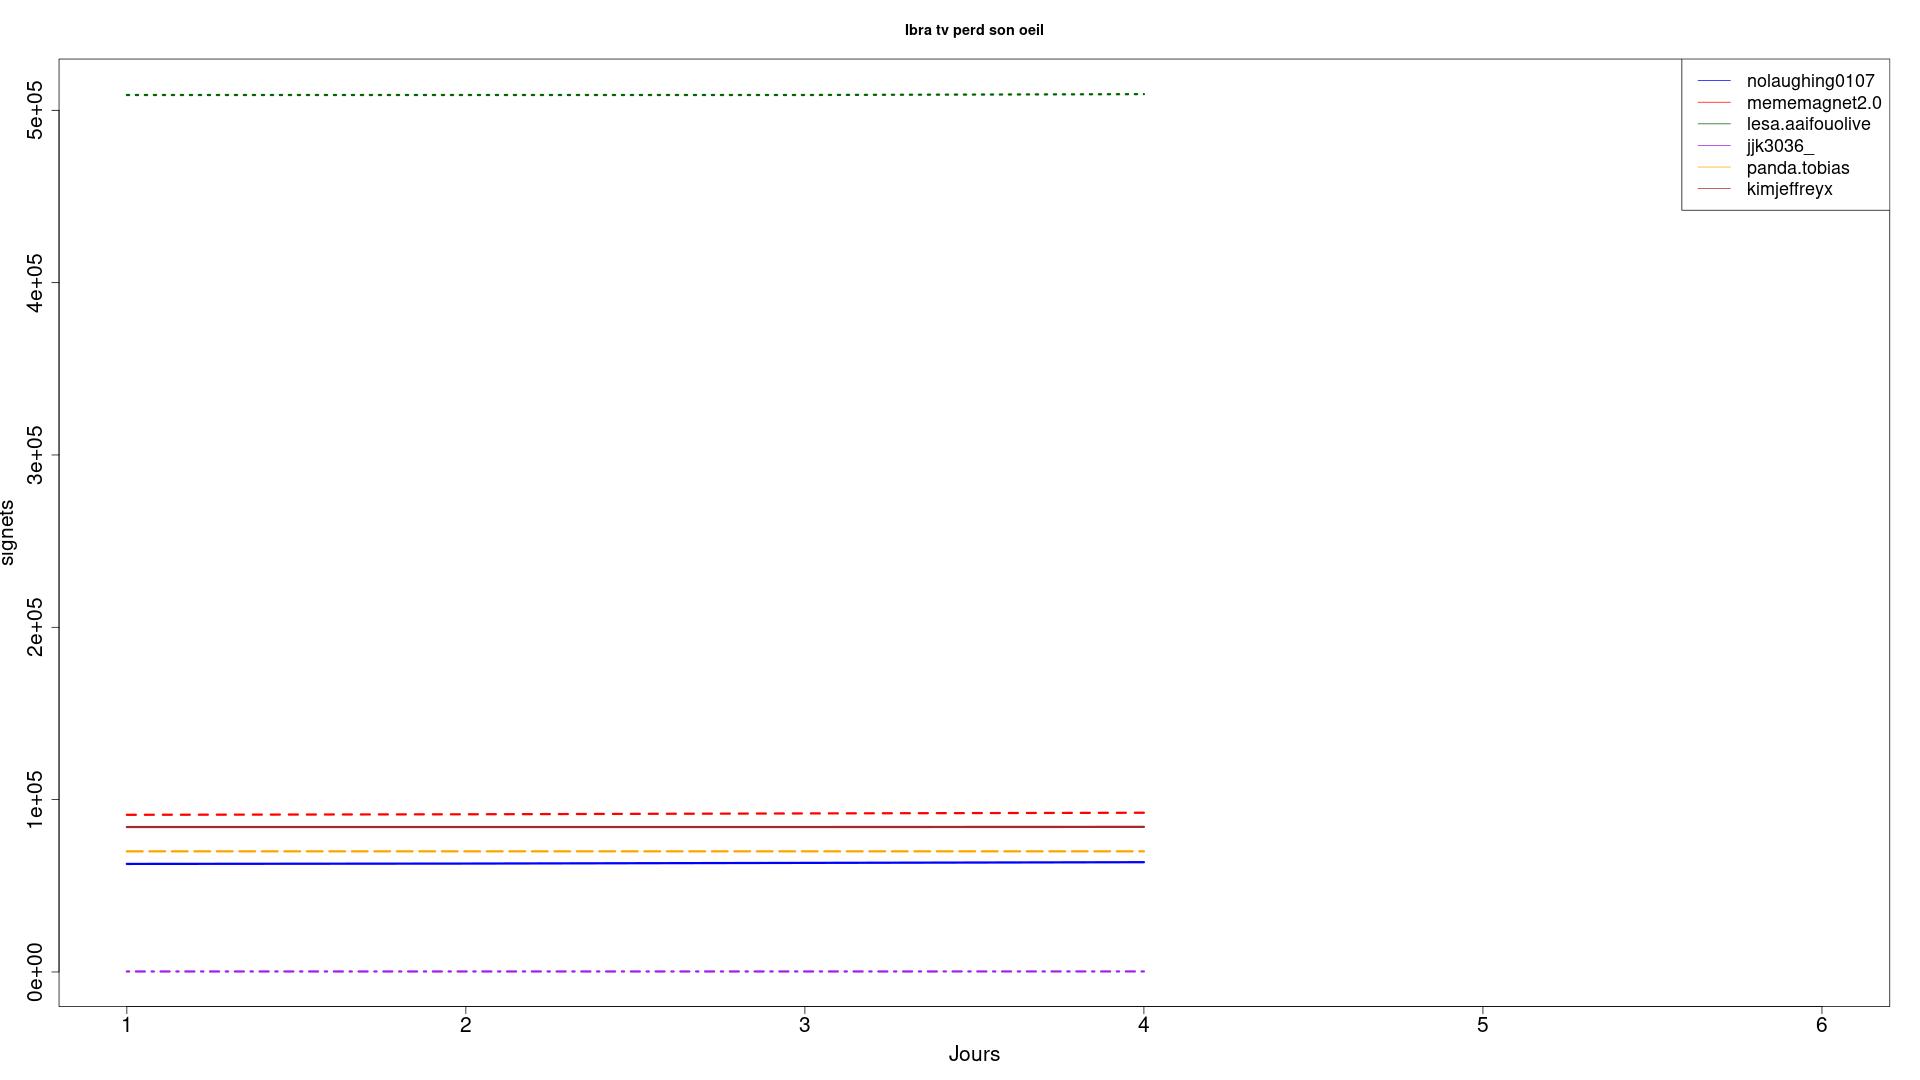 Ibra tv perd son oeil
nolaughing0107
mememagnet2.0
lesa.aaifouolive
jjk3036_
panda.tobias
kimjeffreyx
signets
5e+05
4e+05
3e+05
2e+05
1e+05
0e+00
1 2 3 4 5 6
Jours